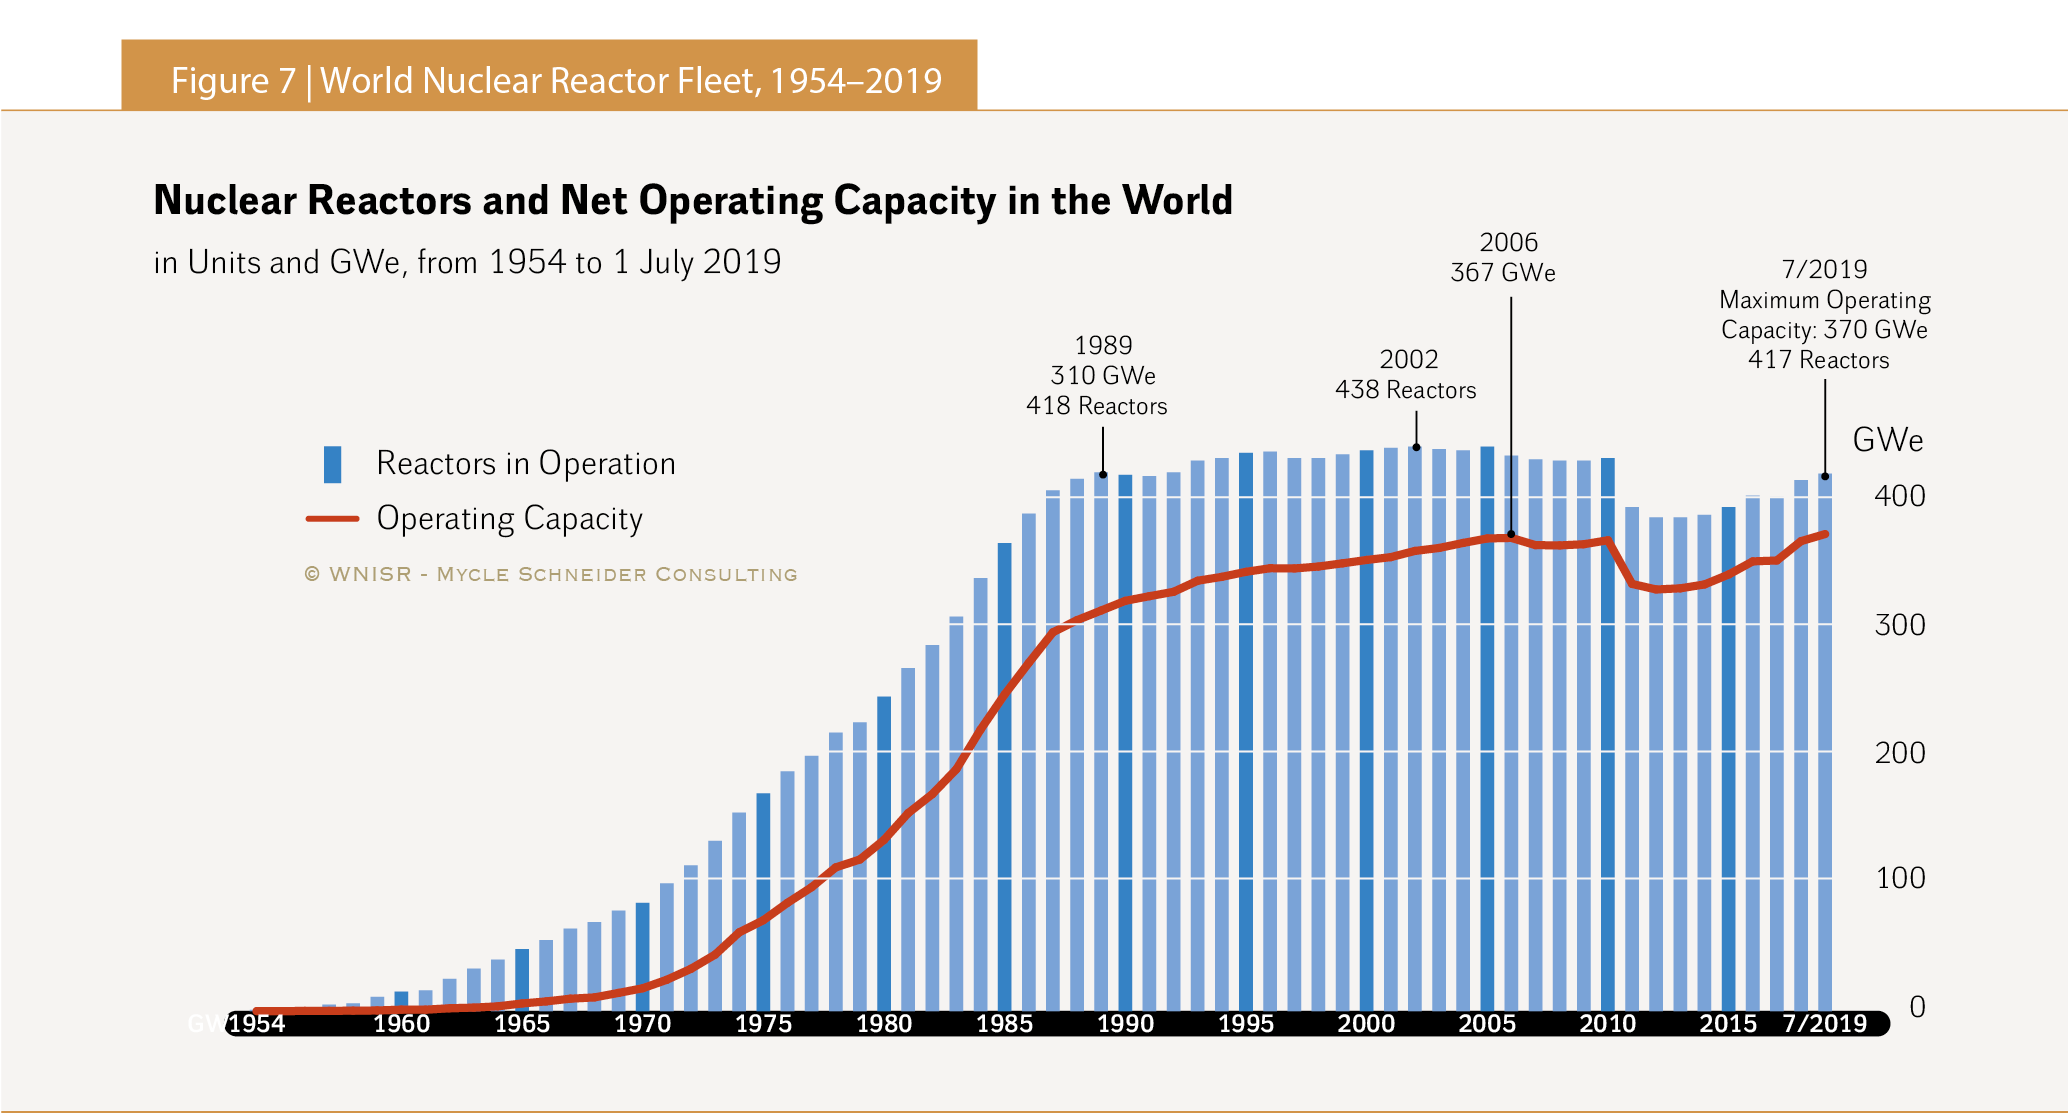 Figure 7 | World Nuclear Reactor Fleet, 1954–2019
Nuclear Reactors and Net Operating Capacity in the World
in Units and GWe, from 1954 to 1 July 2019
2006
367 GWe
7/2019
Maximum Operating
Capacity: 370 GWe
417 Reactors
1989
310 GWe
418 Reactors
2002
438 Reactors
GWe
Reactors in Operation
Operating Capacity
© WNISR - Mycle Schneider Consulting
400
300
200
100
0
GW 1954 1960 1965 1970 1975 1980 1985 1990 1995 2000 2005 2010 2015 7/2019